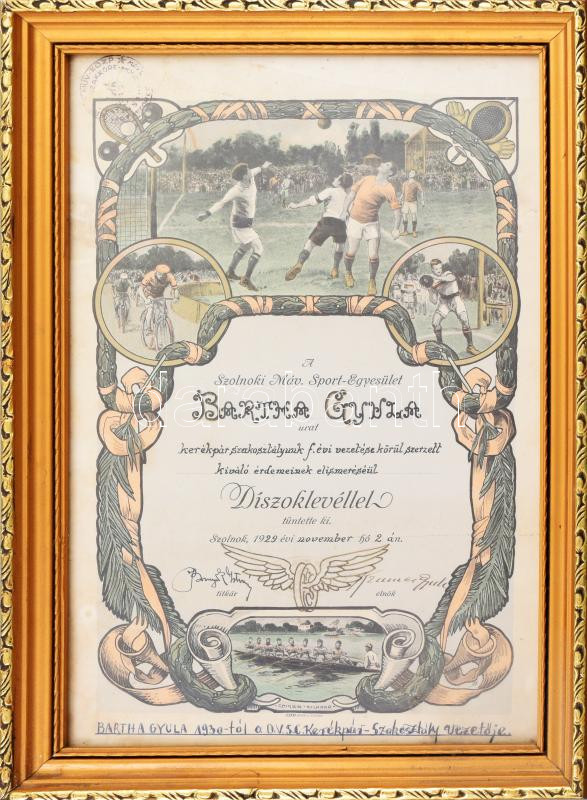 A
Szolnoki Máv. Sport-Egyesület
BARTHA GYULA
urat
kerékpár szakosztályunk f. évi vezetése körül szerzett
kiváló érdemeinek elismeréséül
Díszoklevéllel
tüntette ki.
Szolnok, 1929 évi november hó 2 án.
titkár elnök
BARTHA GYULA 1930-tól a D.V.S.C. Kerékpár-Szakosztály Vezetője.